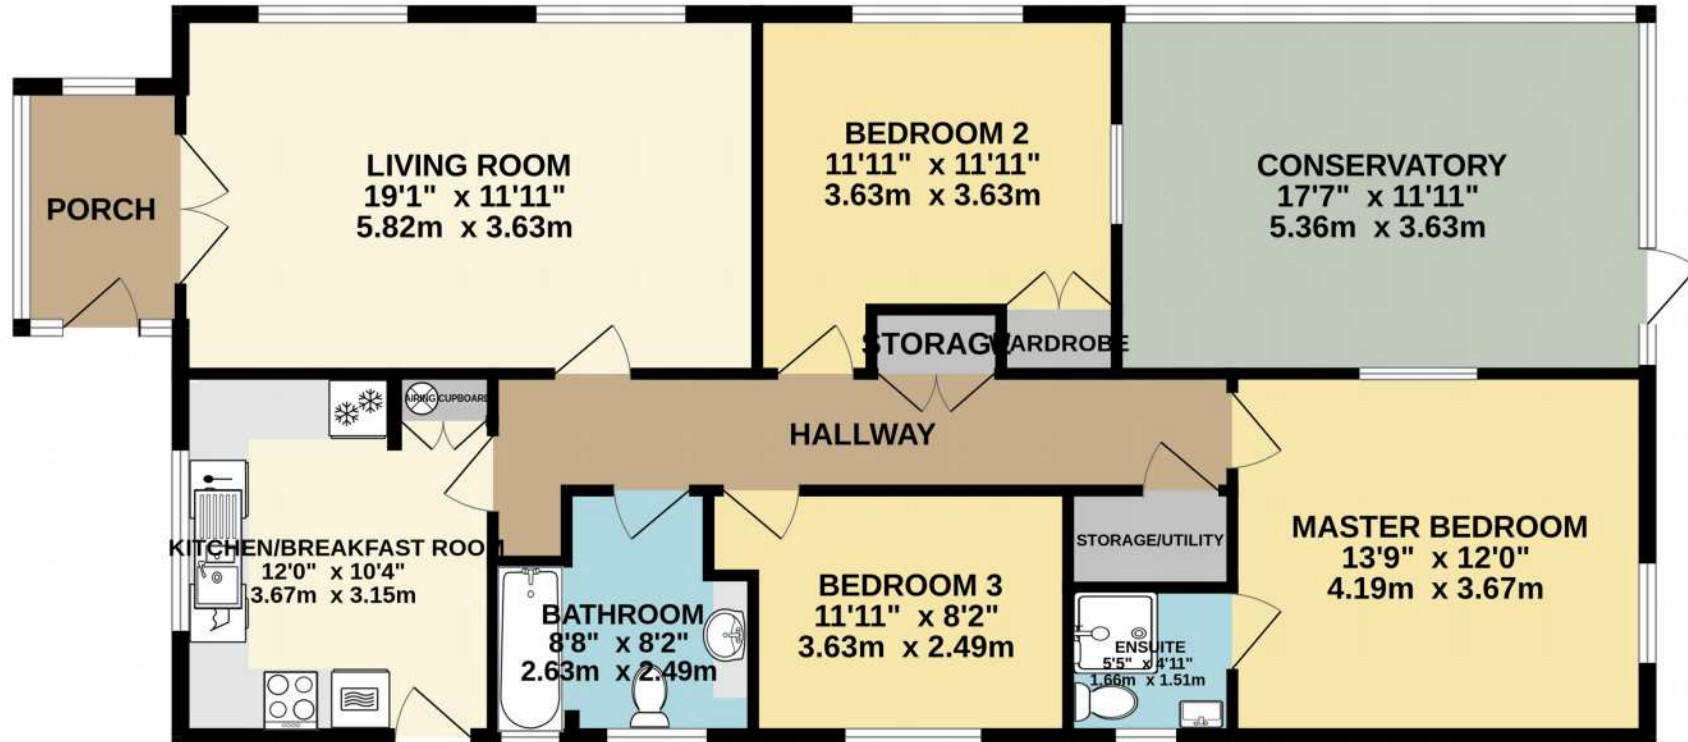 PORCH
LIVING ROOM
19'1" x 11'11"
5.82m x 3.63m
BEDROOM 2
11'11" x 11'11"
3.63m x 3.63m
CONSERVATORY
17'7" x 11'11"
5.36m x 3.63m
STORAGE
WARDROBE
AIRING CUPBOARD
HALLWAY
KITCHEN/BREAKFAST ROOM
12'0" x 10'4"
3.67m x 3.15m
BATHROOM
8'8" x 8'2"
2.63m x 2.49m
BEDROOM 3
11'11" x 8'2"
3.63m x 2.49m
STORAGE/UTILITY
ENSUITE
5'5" x 4'11"
1.66m x 1.51m
MASTER BEDROOM
13'9" x 12'0"
4.19m x 3.67m